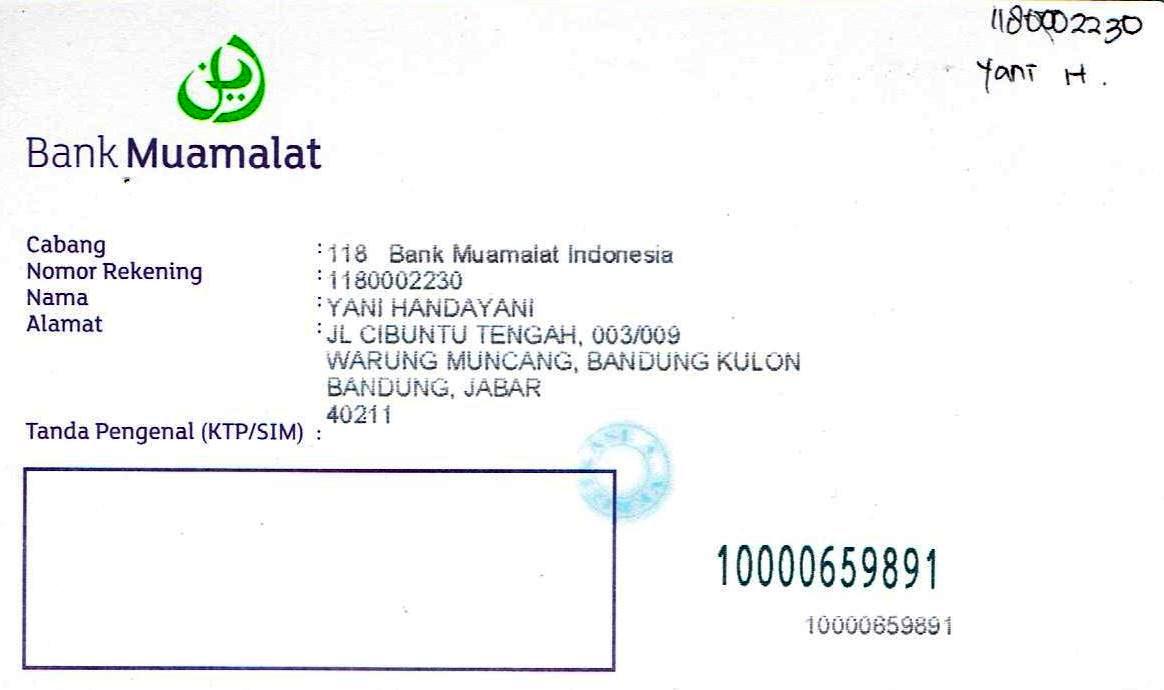 1180002230
Yani H.
Bank Muamalat
Cabang : 118 Bank Muamalat Indonesia
Nomor Rekening : 1180002230
Nama : YANI HANDAYANI
Alamat : JL CIBUNTU TENGAH, 003/009
WARUNG MUNCANG, BANDUNG KULON
BANDUNG, JABAR
40211
Tanda Pengenal (KTP/SIM) :
10000659891
10000659891